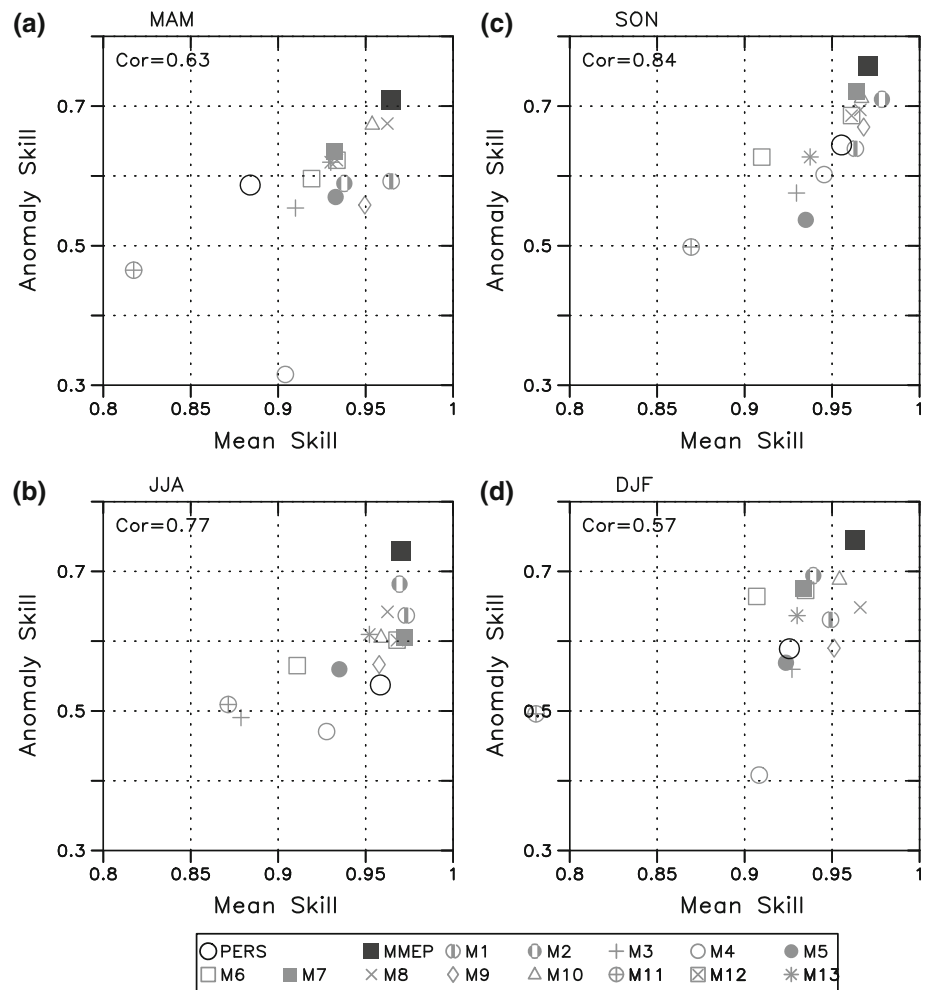 (a) MAM
Cor=0.63
Anomaly Skill
0.7
0.5
0.3
0.8 0.85 0.9 0.95 1
Mean Skill
(c) SON
Cor=0.84
Anomaly Skill
0.7
0.5
0.3
0.8 0.85 0.9 0.95 1
Mean Skill
(b) JJA
Cor=0.77
Anomaly Skill
0.7
0.5
0.3
0.8 0.85 0.9 0.95 1
Mean Skill
(d) DJF
Cor=0.57
Anomaly Skill
0.7
0.5
0.3
0.8 0.85 0.9 0.95 1
Mean Skill
PERS MMEP M1 M2 M3 M4 M5
M6 M7 M8 M9 M10 M11 M12 M13